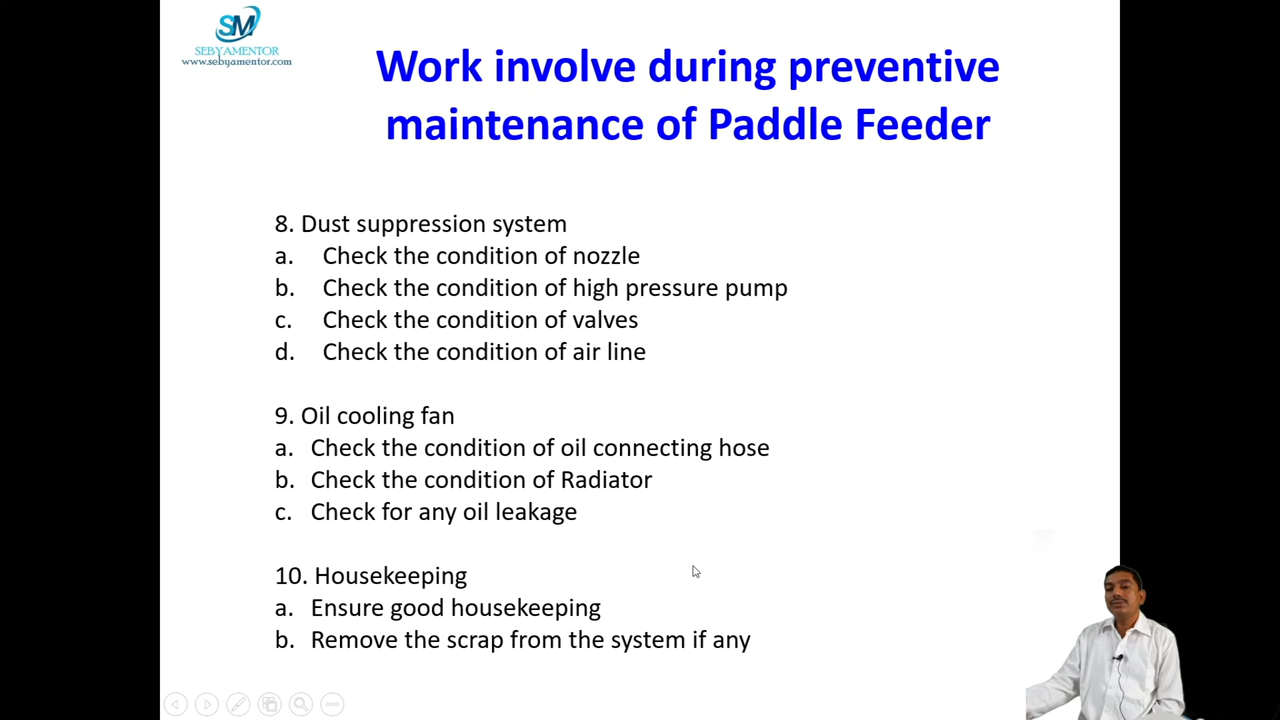 SM
SEBYAMENTOR
www.sebyamentor.com
Work involve during preventive
maintenance of Paddle Feeder
8. Dust suppression system
a. Check the condition of nozzle
b. Check the condition of high pressure pump
c. Check the condition of valves
d. Check the condition of air line
9. Oil cooling fan
a. Check the condition of oil connecting hose
b. Check the condition of Radiator
c. Check for any oil leakage
10. Housekeeping
a. Ensure good housekeeping
b. Remove the scrap from the system if any